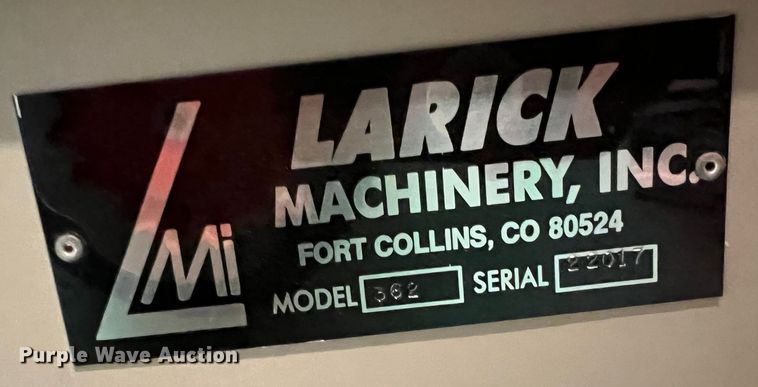 LARICK
MACHINERY, INC.
LMi
FORT COLLINS, CO 80524
MODEL 362 SERIAL 22017
Purple Wave Auction